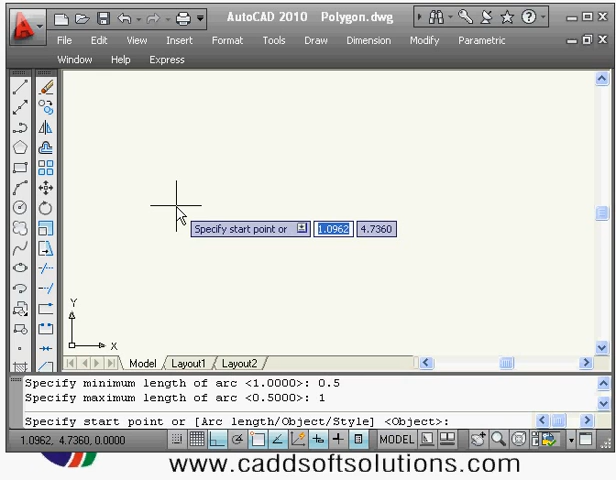 AutoCAD 2010 Polygon.dwg
File Edit View Insert Format Tools Draw Dimension Modify Parametric
Window Help Express
Specify start point or 1.0962 4.7360
Y
X
Model Layout1 Layout2
Specify minimum length of arc <1.0000>: 0.5
Specify maximum length of arc <0.5000>: 1
Specify start point or [Arc length/Object/Style] <Object>:
1.0962, 4.7360, 0.0000 MODEL
www.caddsoftsolutions.com